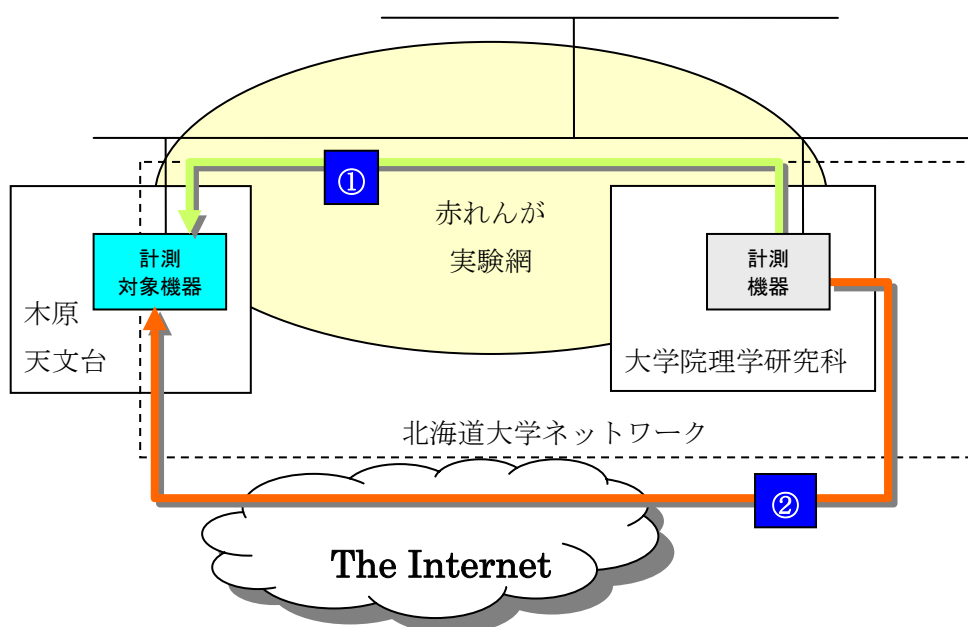 ①
赤れんが
実験網
計測
対象機器
計測
機器
木原
天文台
大学院理学研究科
北海道大学ネットワーク
②
The Internet